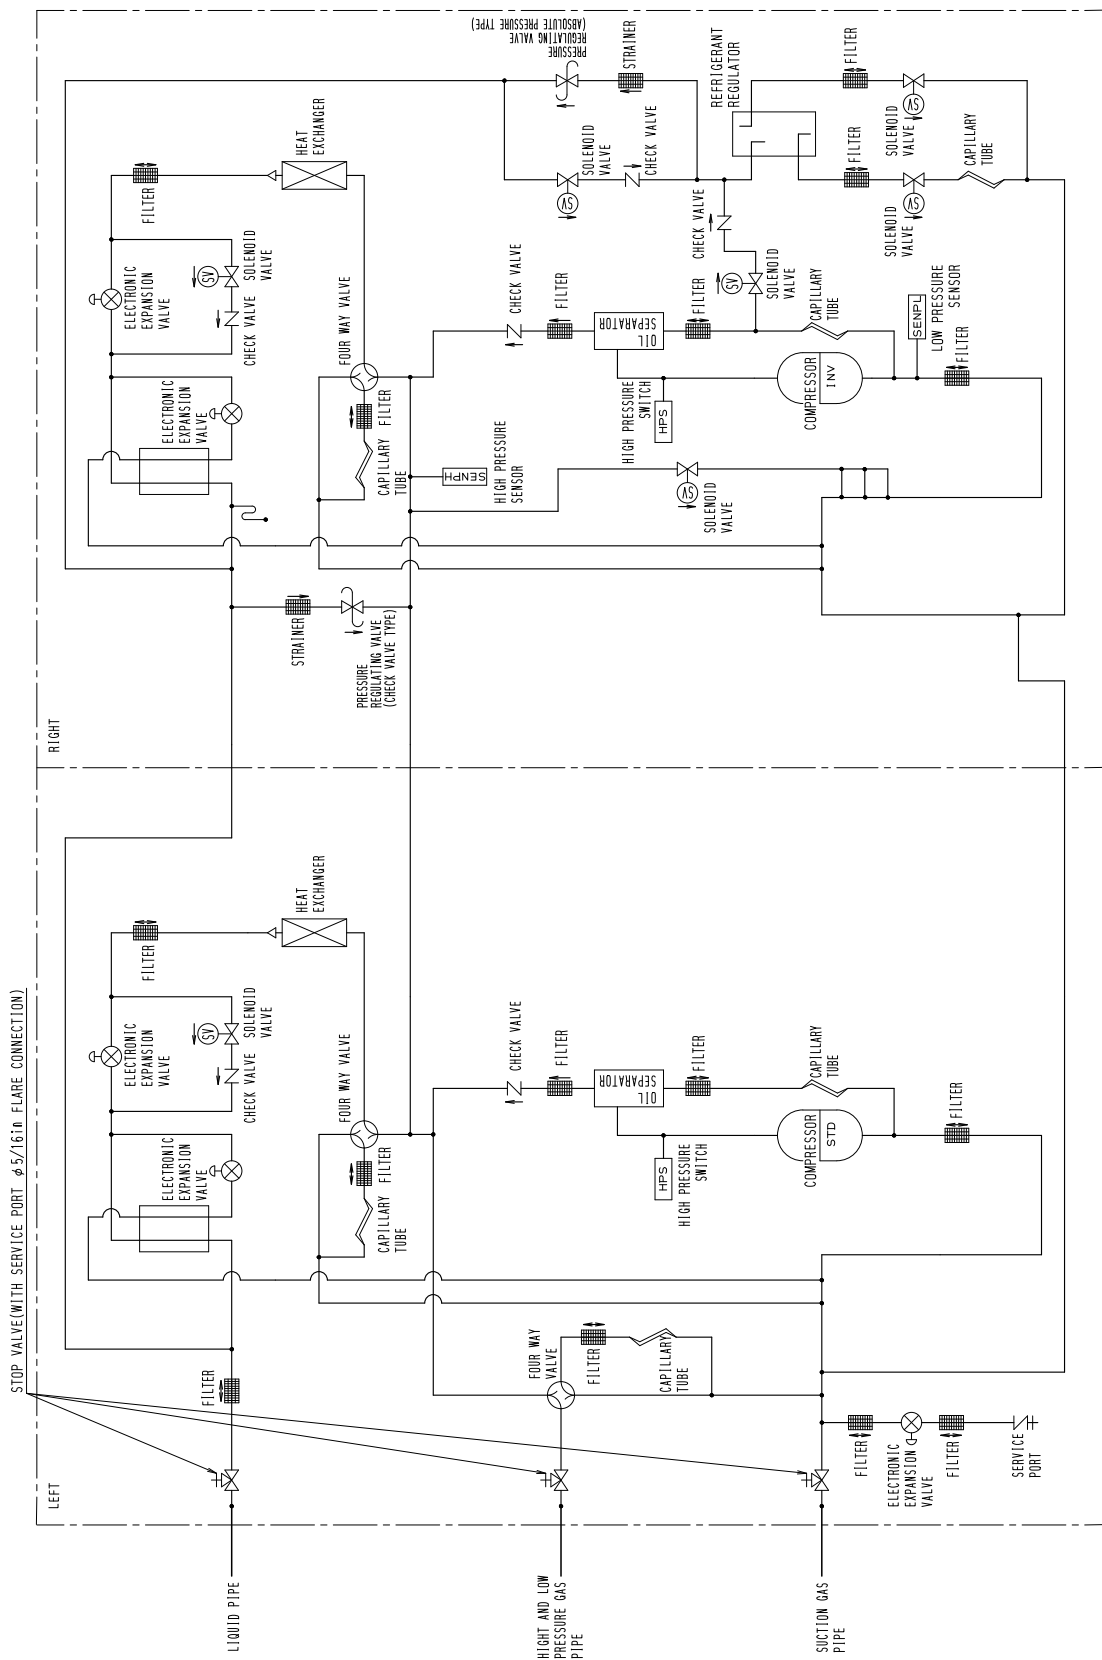 STOP VALVE(WITH SERVICE PORT φ5/16in FLARE CONNECTION)
LEFT
LIQUID PIPE
HIGHT AND LOW
PRESSURE GAS
PIPE
SUCTION GAS
PIPE
FILTER
ELECTRONIC
EXPANSION
VALVE
ELECTRONIC
EXPANSION
VALVE
SV
SOLENOID
VALVE
CHECK VALVE
FILTER
HEAT
EXCHANGER
FOUR WAY VALVE
FILTER
CAPILLARY
TUBE
FOUR WAY
VALVE
FILTER
CAPILLARY
TUBE
CHECK VALVE
FILTER
OIL
SEPARATOR
FILTER
CAPILLARY
TUBE
HPS
HIGH PRESSURE
SWITCH
COMPRESSOR
STD
FILTER
FILTER
ELECTRONIC
EXPANSION
VALVE
FILTER
SERVICE
PORT
RIGHT
ELECTRONIC
EXPANSION
VALVE
ELECTRONIC
EXPANSION
VALVE
SV
SOLENOID
VALVE
CHECK VALVE
FILTER
HEAT
EXCHANGER
FOUR WAY VALVE
FILTER
CAPILLARY
TUBE
STRAINER
PRESSURE
REGULATING VALVE
(CHECK VALVE TYPE)
SENPH
HIGH PRESSURE
SENSOR
CHECK VALVE
FILTER
OIL
SEPARATOR
FILTER
CAPILLARY
TUBE
HPS
HIGH PRESSURE
SWITCH
COMPRESSOR
INV
SENPL
LOW PRESSURE
SENSOR
FILTER
SV
SOLENOID
VALVE
SV
SOLENOID
VALVE
CHECK VALVE
PRESSURE
REGULATING VALVE
(ABSOLUTE PRESSURE TYPE)
STRAINER
SV
SOLENOID
VALVE
CHECK VALVE
REFRIGERANT
REGULATOR
FILTER
SV
SOLENOID
VALVE
FILTER
SV
SOLENOID
VALVE
CAPILLARY
TUBE